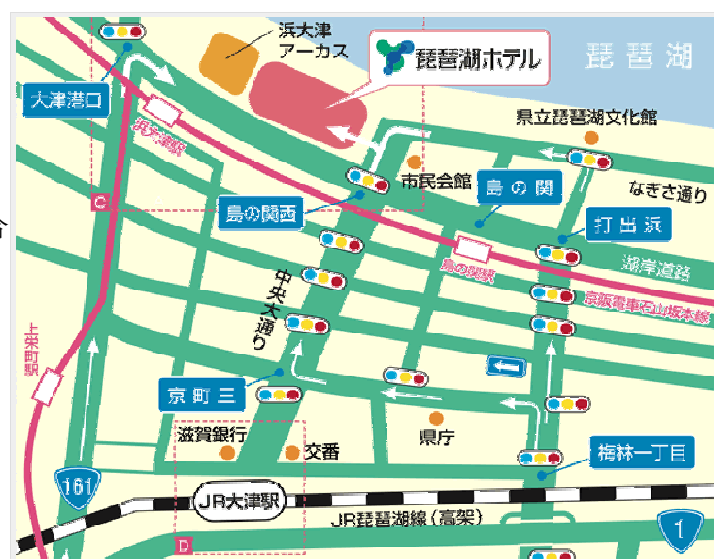 浜大津
アーカス
琵琶湖ホテル
琵琶湖
大津港口
浜大津駅
県立琵琶湖文化館
市民会館
島の関
なぎさ通り
C
島の関西
打出浜
島の関駅
湖岸道路
京阪電車石山坂本線
中央大通り
上栄町駅
京町三
滋賀銀行
交番
県庁
梅林一丁目
161
JR大津駅
JR琵琶湖線(高架)
1
D